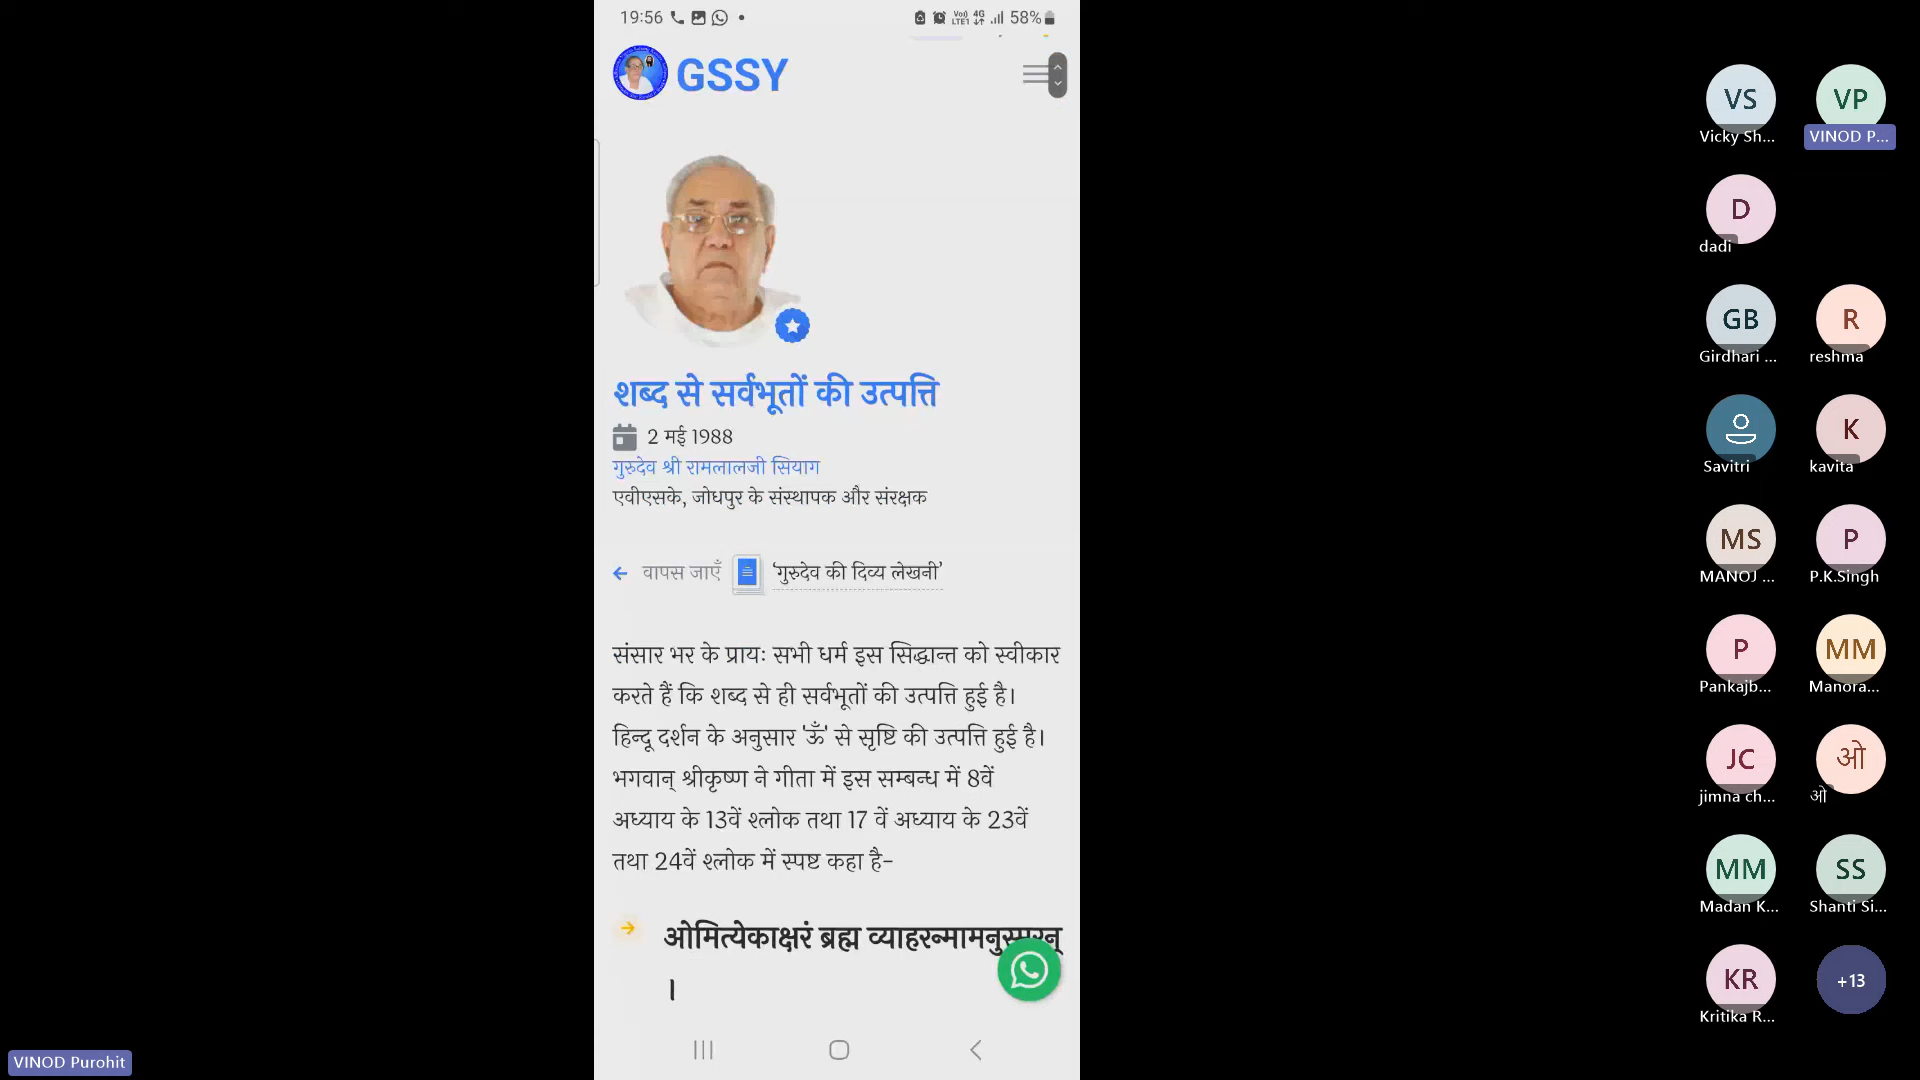 19:56
Vo)) LTE1 4G 58%
GSSY
शब्द से सर्वभूतों की उत्पत्ति
2 मई 1988
गुरुदेव श्री रामलालजी सियाग
एवीएसके, जोधपुर के संस्थापक और संरक्षक
वापस जाएँ 'गुरुदेव की दिव्य लेखनी'
संसार भर के प्रायः सभी धर्म इस सिद्धान्त को स्वीकार
करते हैं कि शब्द से ही सर्वभूतों की उत्पत्ति हुई है।
हिन्दू दर्शन के अनुसार 'ऊँ' से सृष्टि की उत्पत्ति हुई है।
भगवान् श्रीकृष्ण ने गीता में इस सम्बन्ध में 8वें
अध्याय के 13वें श्लोक तथा 17 वें अध्याय के 23वें
तथा 24वें श्लोक में स्पष्ट कहा है-
ओमित्येकाक्षरं ब्रह्म व्याहरन्मामनुस्मरन्
।
VS VP
Vicky Sh... VINOD P...
D
dadi
GB R
Girdhari ... reshma
K
Savitri kavita
MS P
MANOJ ... P.K.Singh
P MM
Pankajb... Manora...
JC ओ
jimna ch... ओ
MM SS
Madan K... Shanti Si...
KR +13
Kritika R...
VINOD Purohit